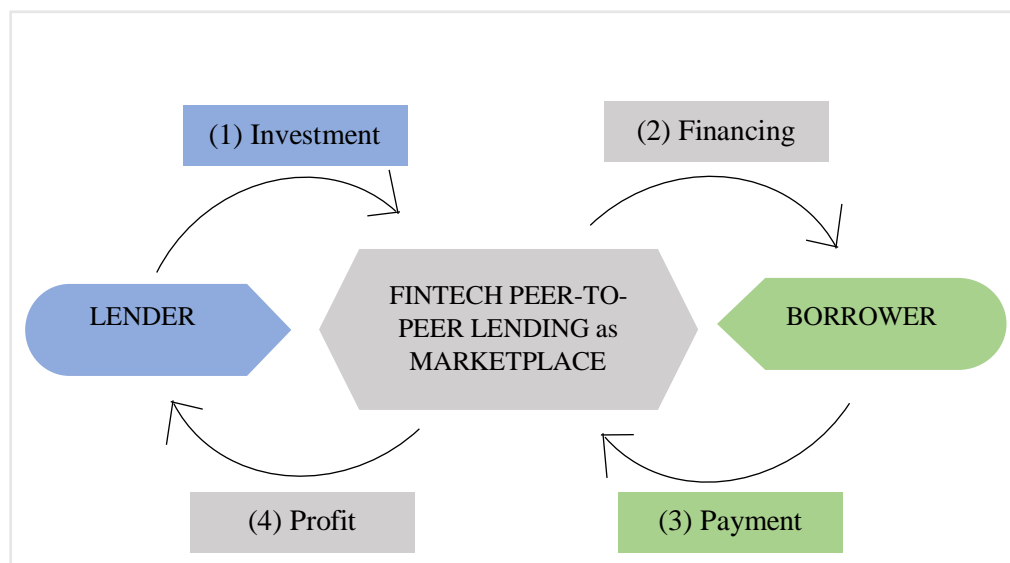 (1) Investment
(2) Financing
LENDER
FINTECH PEER-TO-
PEER LENDING as
MARKETPLACE
BORROWER
(4) Profit
(3) Payment